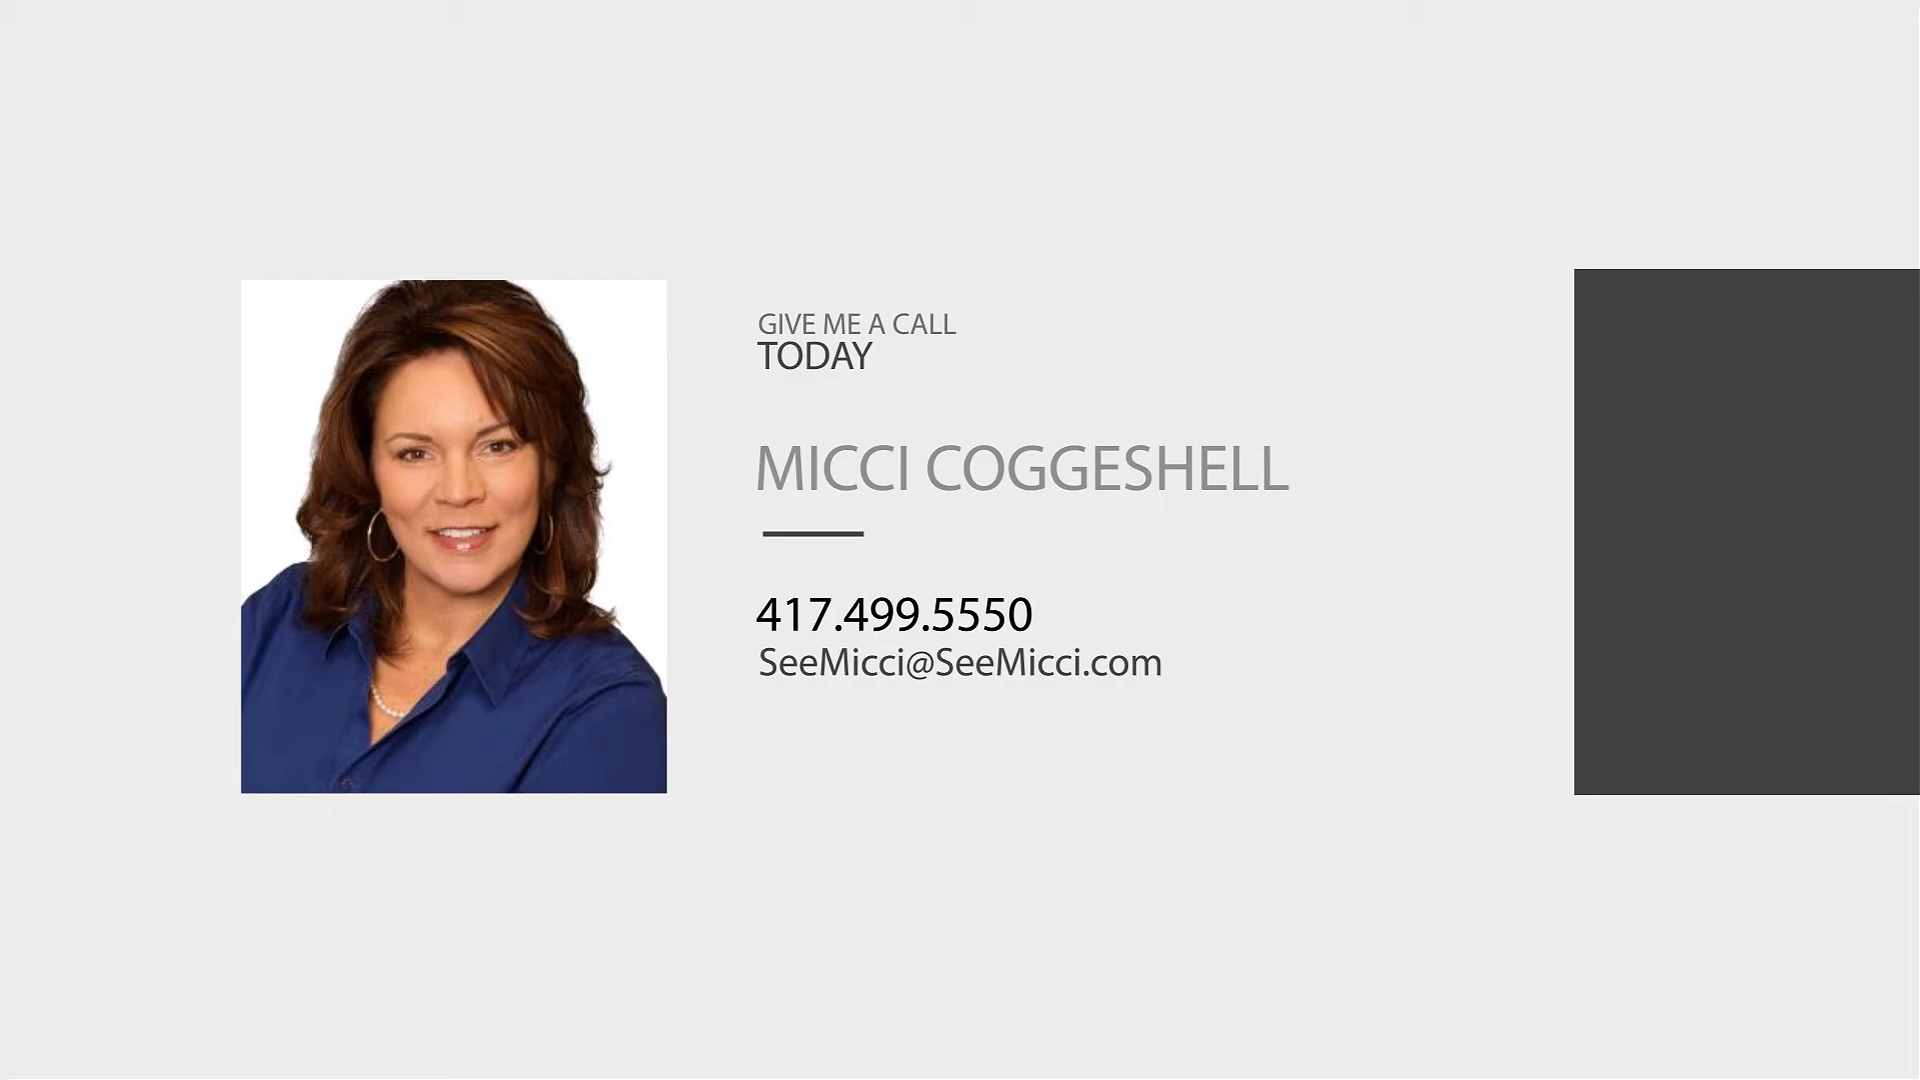 GIVE ME A CALL
TODAY
MICCI COGGESHELL
417.499.5550
SeeMicci@SeeMicci.com